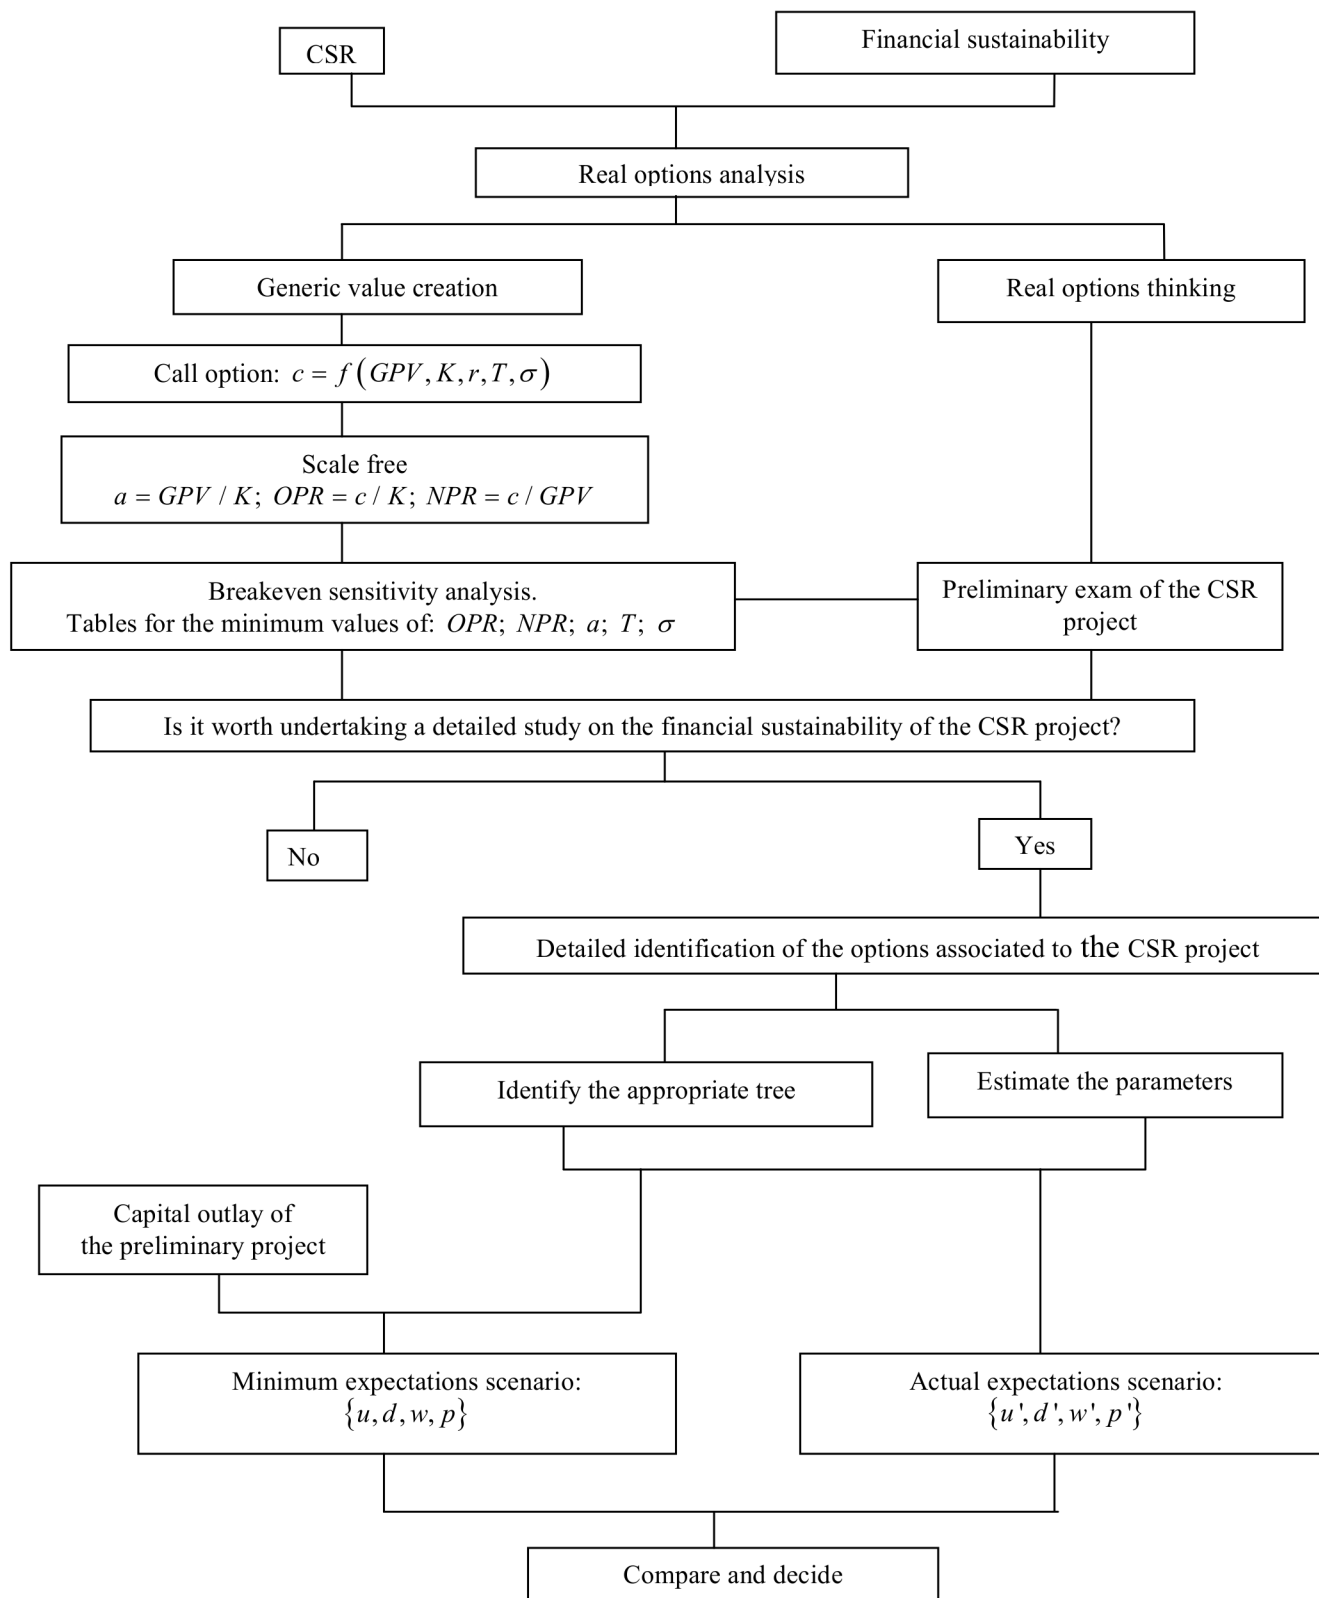 CSR
Financial sustainability
Real options analysis
Generic value creation
Real options thinking
Call option: c = f(GPV, K, r, T, σ)
Scale free
a = GPV / K; OPR = c / K; NPR = c / GPV
Breakeven sensitivity analysis.
Tables for the minimum values of: OPR; NPR; a; T; σ
Preliminary exam of the CSR
project
Is it worth undertaking a detailed study on the financial sustainability of the CSR project?
No
Yes
Detailed identification of the options associated to the CSR project
Identify the appropriate tree
Estimate the parameters
Capital outlay of
the preliminary project
Minimum expectations scenario:
{u, d, w, p}
Actual expectations scenario:
{u', d', w', p'}
Compare and decide